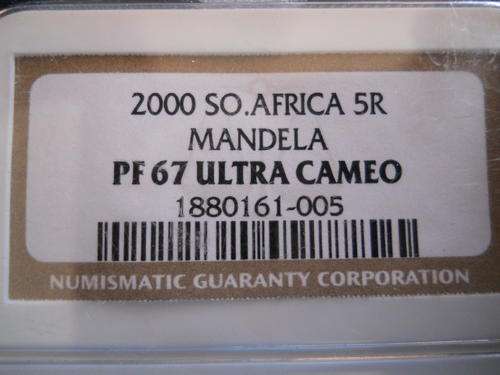 2000 SO.AFRICA 5R
MANDELA
PF 67 ULTRA CAMEO
1880161-005
NUMISMATIC GUARANTY CORPORATION